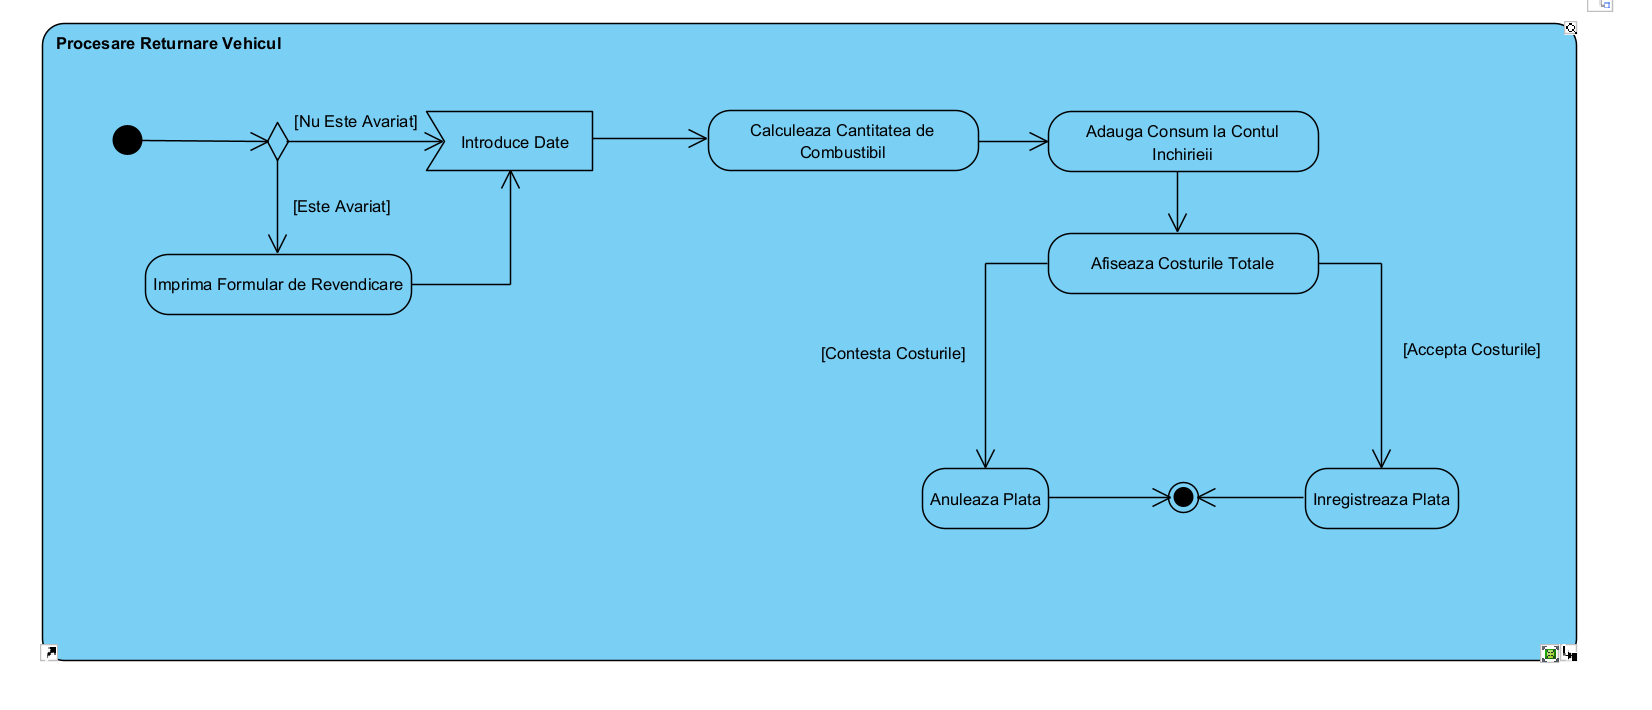 Procesare Returnare Vehicul
[Nu Este Avariat]
Introduce Date
Calculeaza Cantitatea de
Combustibil
Adauga Consum la Contul
Inchirieii
[Este Avariat]
Imprima Formular de Revendicare
Afiseaza Costurile Totale
[Contesta Costurile]
[Accepta Costurile]
Anuleaza Plata
Inregistreaza Plata